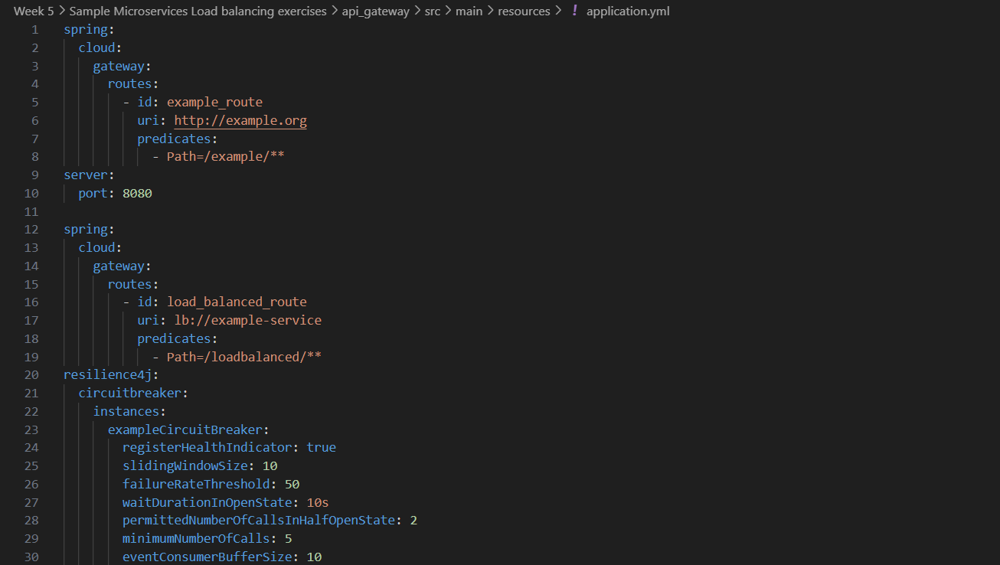 Week 5 > Sample Microservices Load balancing exercises > api_gateway > src > main > resources > ! application.yml
1 spring:
2   cloud:
3     gateway:
4       routes:
5         - id: example_route
6           uri: http://example.org
7           predicates:
8             - Path=/example/**
9 server:
10   port: 8080
11
12 spring:
13   cloud:
14     gateway:
15       routes:
16         - id: load_balanced_route
17           uri: lb://example-service
18           predicates:
19             - Path=/loadbalanced/**
20 resilience4j:
21   circuitbreaker:
22     instances:
23       exampleCircuitBreaker:
24         registerHealthIndicator: true
25         slidingWindowSize: 10
26         failureRateThreshold: 50
27         waitDurationInOpenState: 10s
28         permittedNumberOfCallsInHalfOpenState: 2
29         minimumNumberOfCalls: 5
30         eventConsumerBufferSize: 10